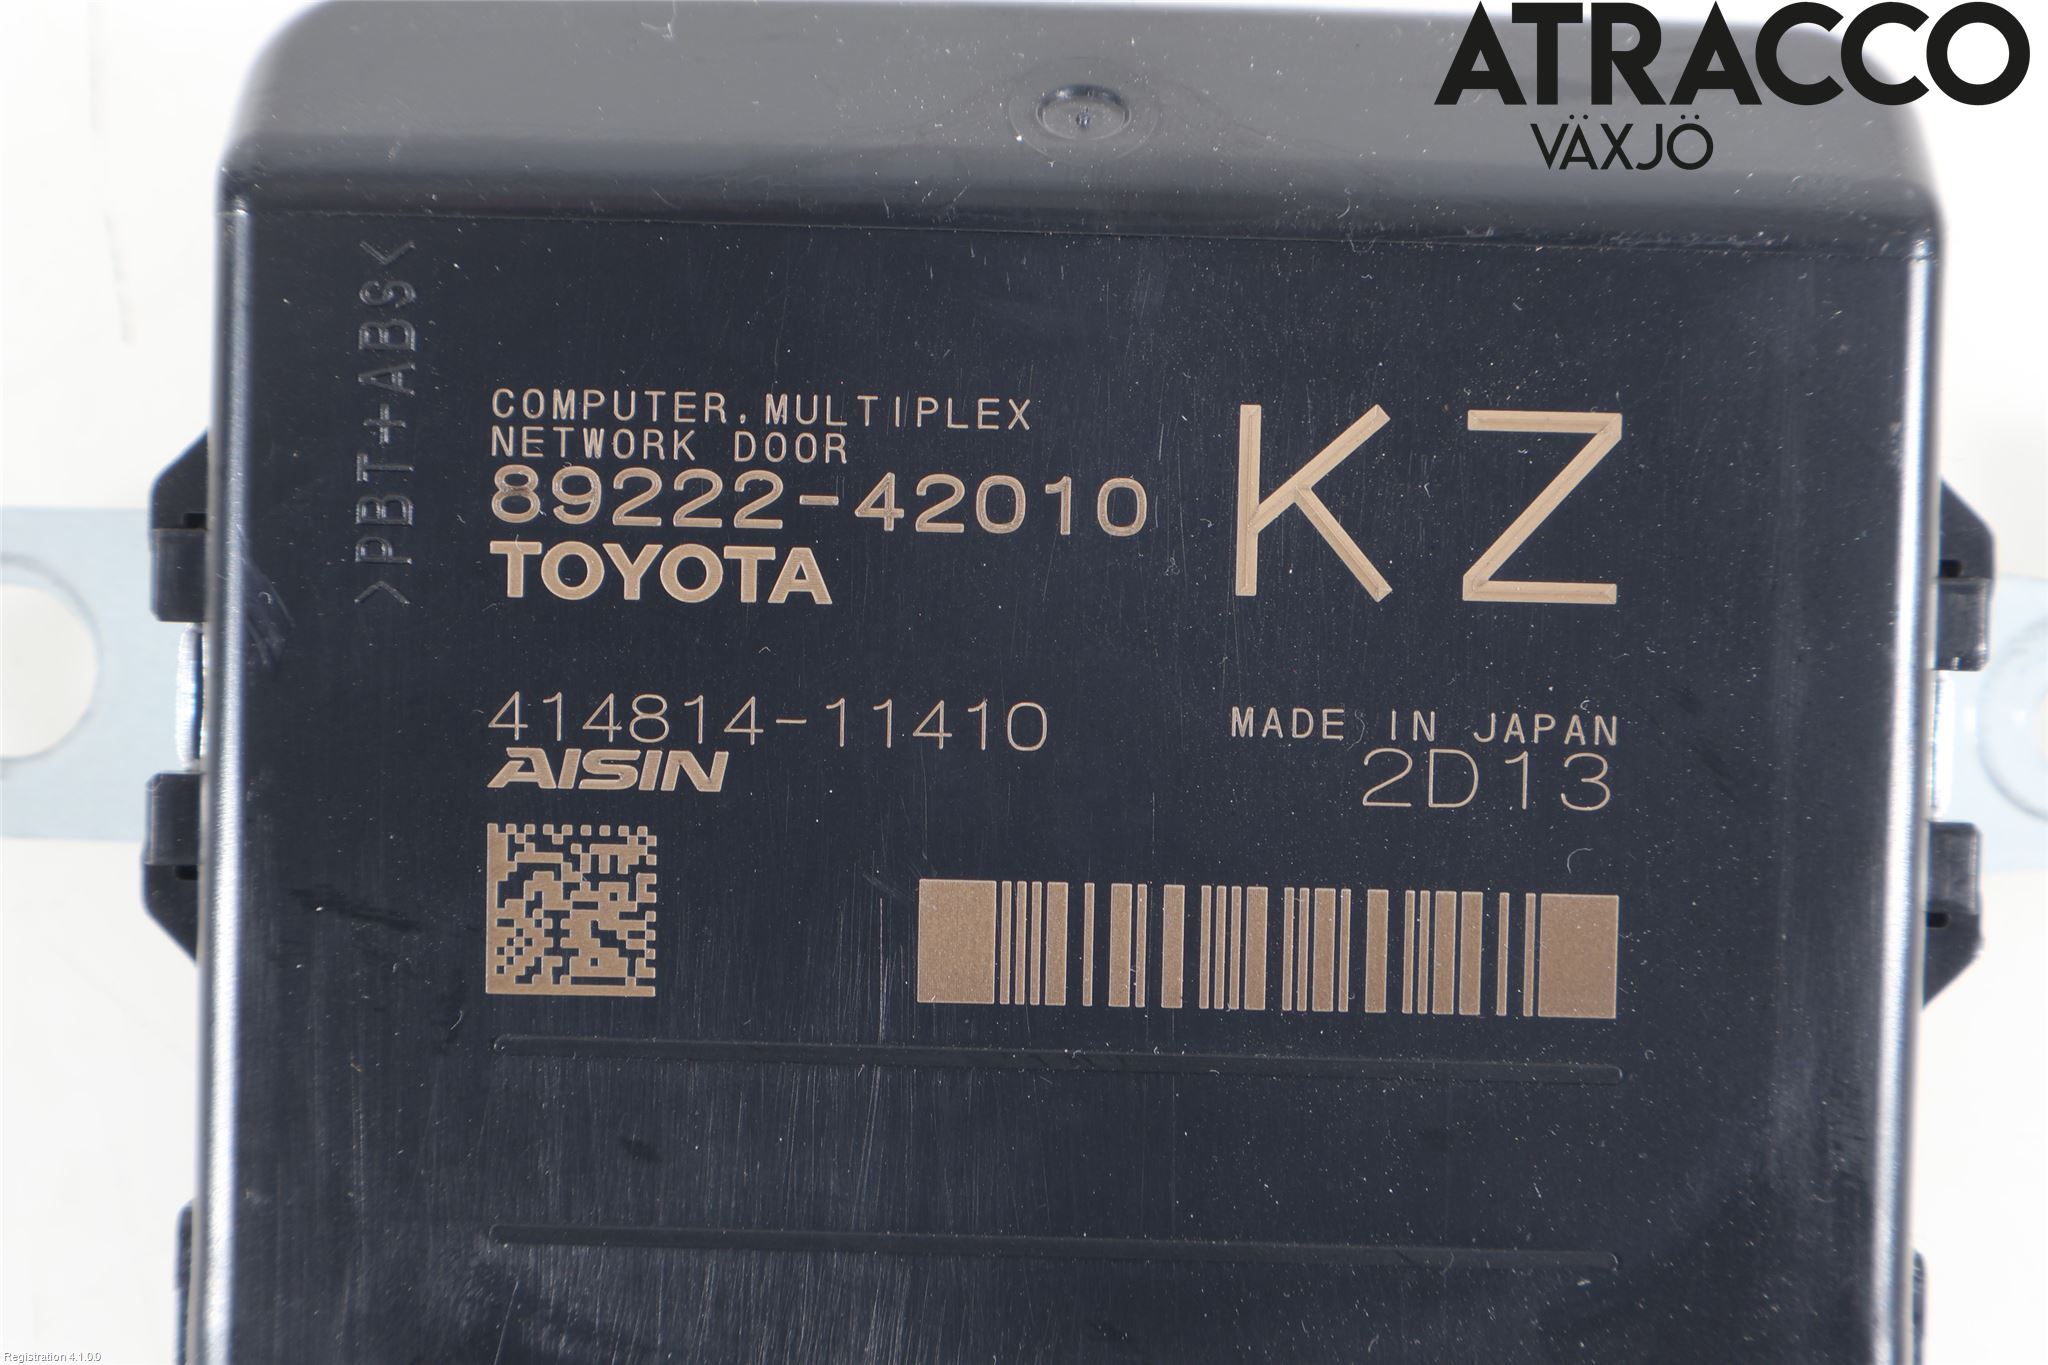 ATRACCO
VÄXJÖ
>PBT+ABS<
COMPUTER, MULTIPLEX
NETWORK DOOR
89222-42010
TOYOTA
KZ
414814-11410
AISIN
MADE IN JAPAN
2D13
Registration 4.1.0.0